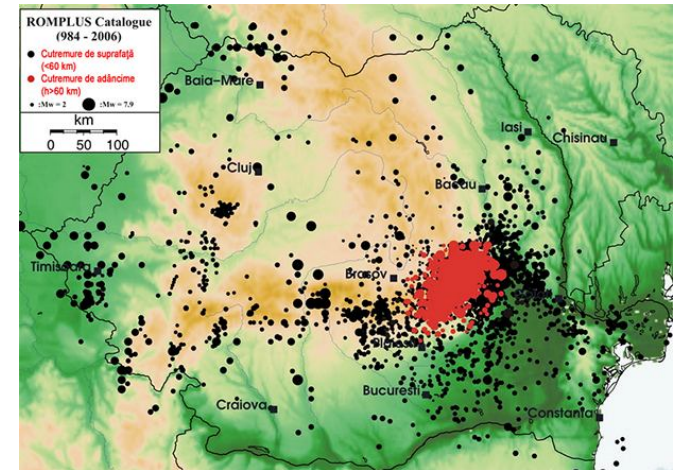 ROMPLUS Catalogue
(984 - 2006)
Cutremure de suprafaţă
(<60 km)
Cutremure de adâncime
(h>60 km)
:Mw = 2 :Mw = 7.9
km
0 50 100
Baia-Mare
Iasi
Chisinau
Cluj
Bacau
Timisoara
Brasov
Bucuresti
Craiova
Constanta